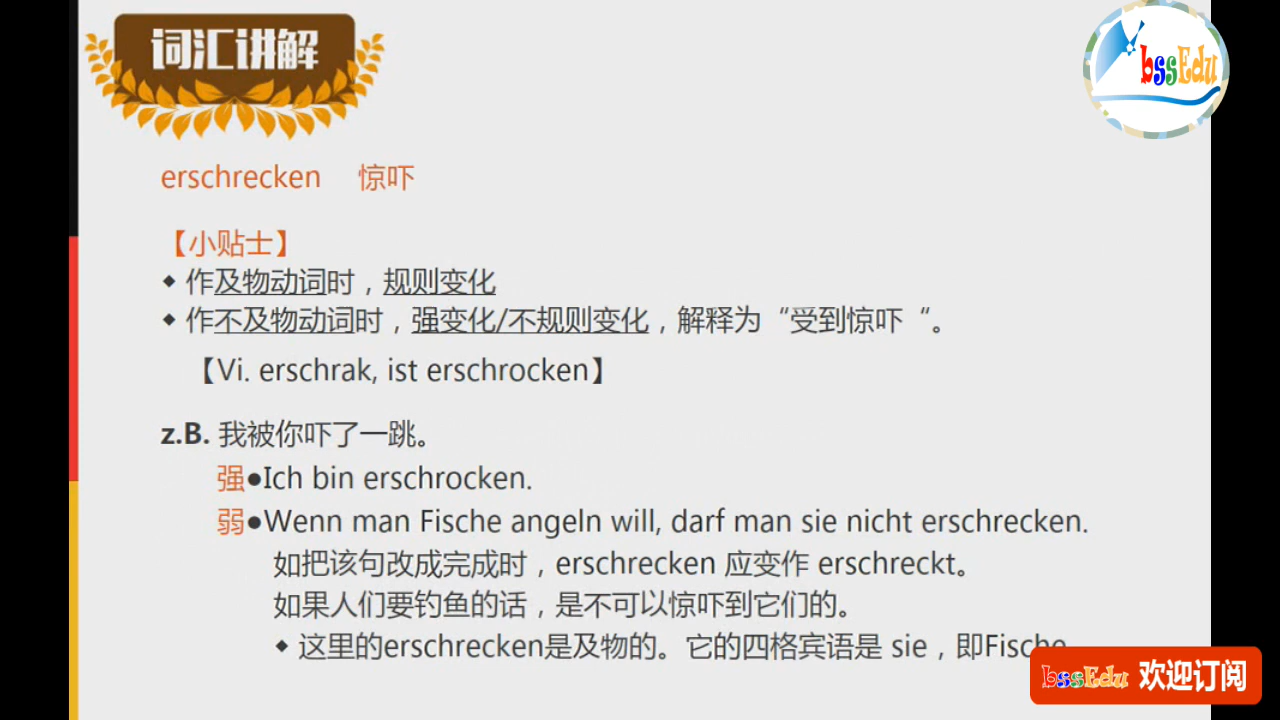 词汇讲解
bssEdu
erschrecken 惊吓
【小贴士】
◆ 作及物动词时，规则变化
◆ 作不及物动词时，强变化/不规则变化，解释为“受到惊吓“。
【Vi. erschrak, ist erschrocken】
z.B. 我被你吓了一跳。
强●Ich bin erschrocken.
弱●Wenn man Fische angeln will, darf man sie nicht erschrecken.
如把该句改成完成时，erschrecken 应变作 erschreckt。
如果人们要钓鱼的话，是不可以惊吓到它们的。
◆ 这里的erschrecken是及物的。它的四格宾语是 sie，即Fische
bssEdu 欢迎订阅